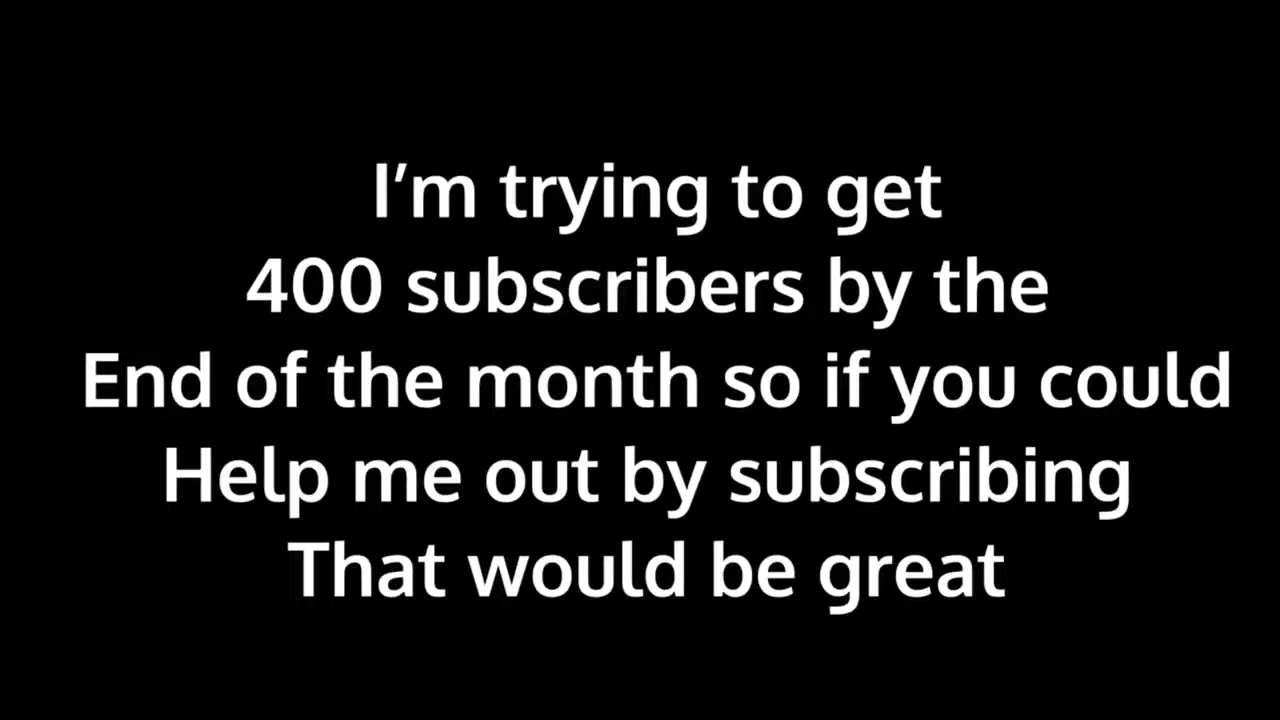 I’m trying to get
400 subscribers by the
End of the month so if you could
Help me out by subscribing
That would be great